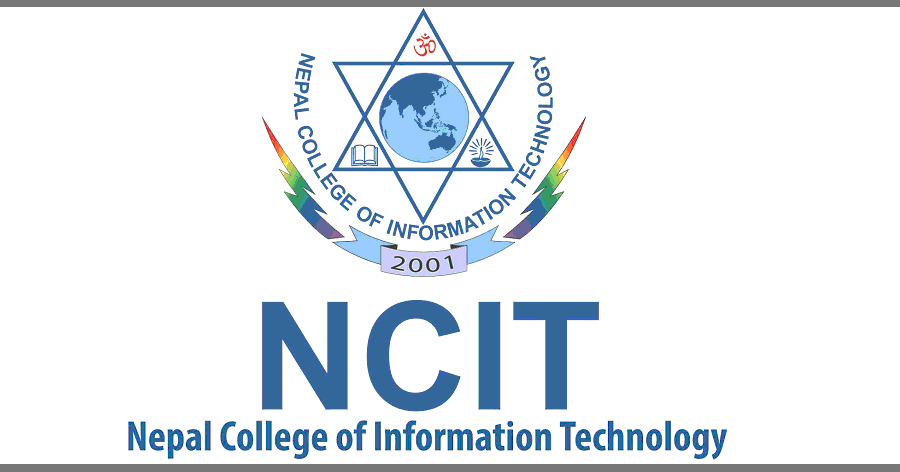 ॐ
NEPAL COLLEGE OF INFORMATION TECHNOLOGY
2001
NCIT
Nepal College of Information Technology